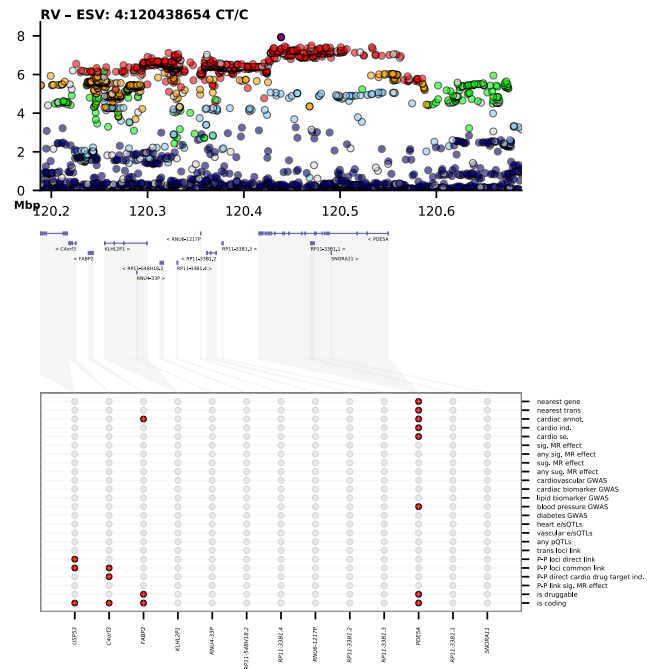 RV – ESV: 4:120438654 CT/C
8
6
4
2
0
Mbp
120.2 120.3 120.4 120.5 120.6
< RNU6-1217P < PDE5A
< C4orf3 KLHL2P1 > RP11-33B1.3 > RP11-33B1.1 >
< FABP2 < RP11-33B1.2 SNORA11 >
< RP11-548H18.2 RP11-33B1.4 >
RNU4-33P >
nearest gene
nearest trans
cardiac annot.
cardio ind.
cardio se.
sig. MR effect
any sig. MR effect
sug. MR effect
any sug. MR effect
cardiovascular GWAS
cardiac biomarker GWAS
lipid biomarker GWAS
blood pressure GWAS
diabetes GWAS
heart e/sQTLs
vascular e/sQTLs
any pQTLs
trans loci link
P-P loci direct link
P-P loci common link
P-P direct cardio drug target ind.
P-P link sig. MR effect
is druggable
is coding
USP53
C4orf3
FABP2
KLHL2P1
RNU4-33P
RP11-548H18.2
RP11-33B1.4
RNU6-1217P
RP11-33B1.2
RP11-33B1.3
PDE5A
RP11-33B1.1
SNORA11